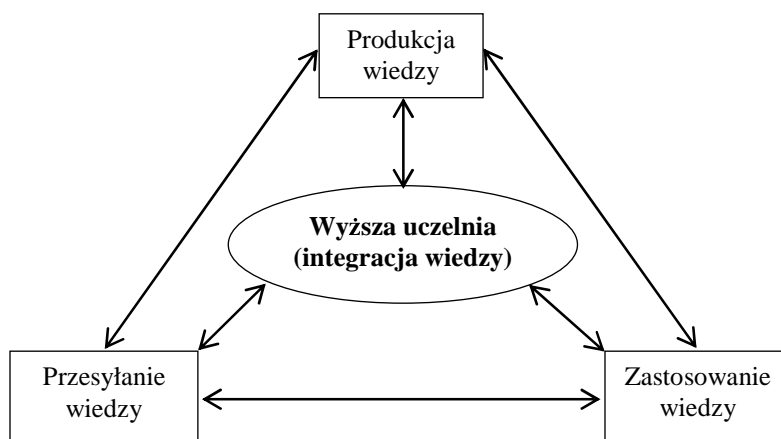 Produkcja
wiedzy
Wyższa uczelnia
(integracja wiedzy)
Przesyłanie
wiedzy
Zastosowanie
wiedzy